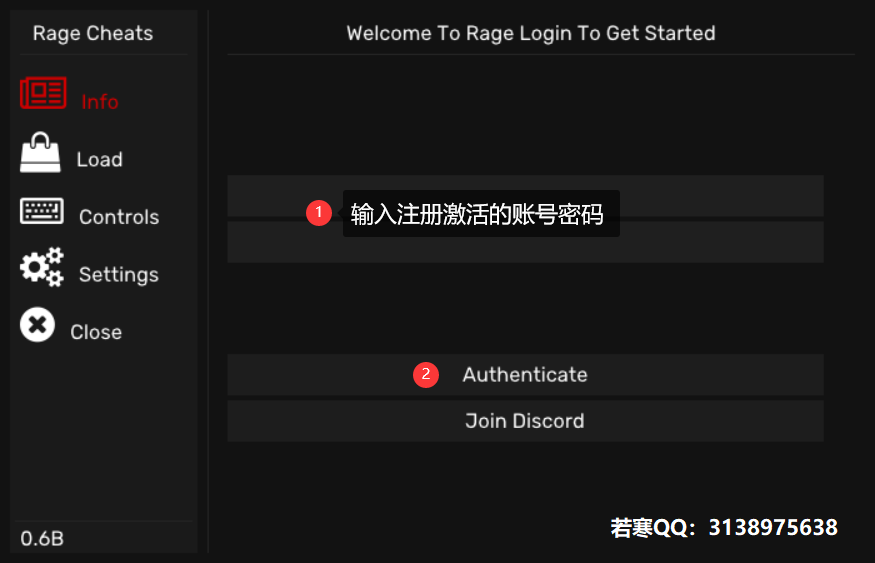 Rage Cheats
Welcome To Rage Login To Get Started
Info
Load
Controls
Settings
Close
1
输入注册激活的账号密码
2
Authenticate
Join Discord
0.6B
若寒QQ：3138975638